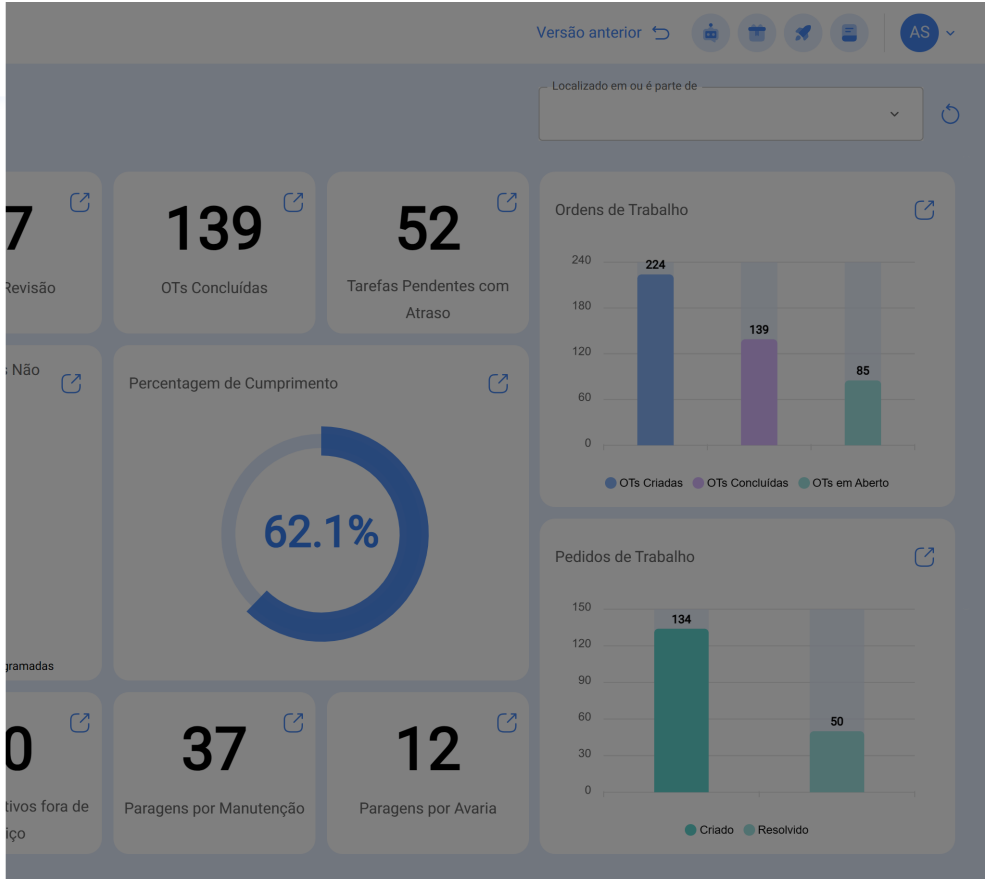 Versão anterior
AS
Localizado em ou é parte de
7
Revisão
139
OTs Concluídas
52
Tarefas Pendentes com
Atraso
Ordens de Trabalho
240
180
120
60
0
224
139
85
OTs Criadas
OTs Concluídas
OTs em Aberto
Não
gramadas
Percentagem de Cumprimento
62.1%
Pedidos de Trabalho
150
120
90
60
30
0
134
50
Criado
Resolvido
0
tivos fora de
iço
37
Paragens por Manutenção
12
Paragens por Avaria